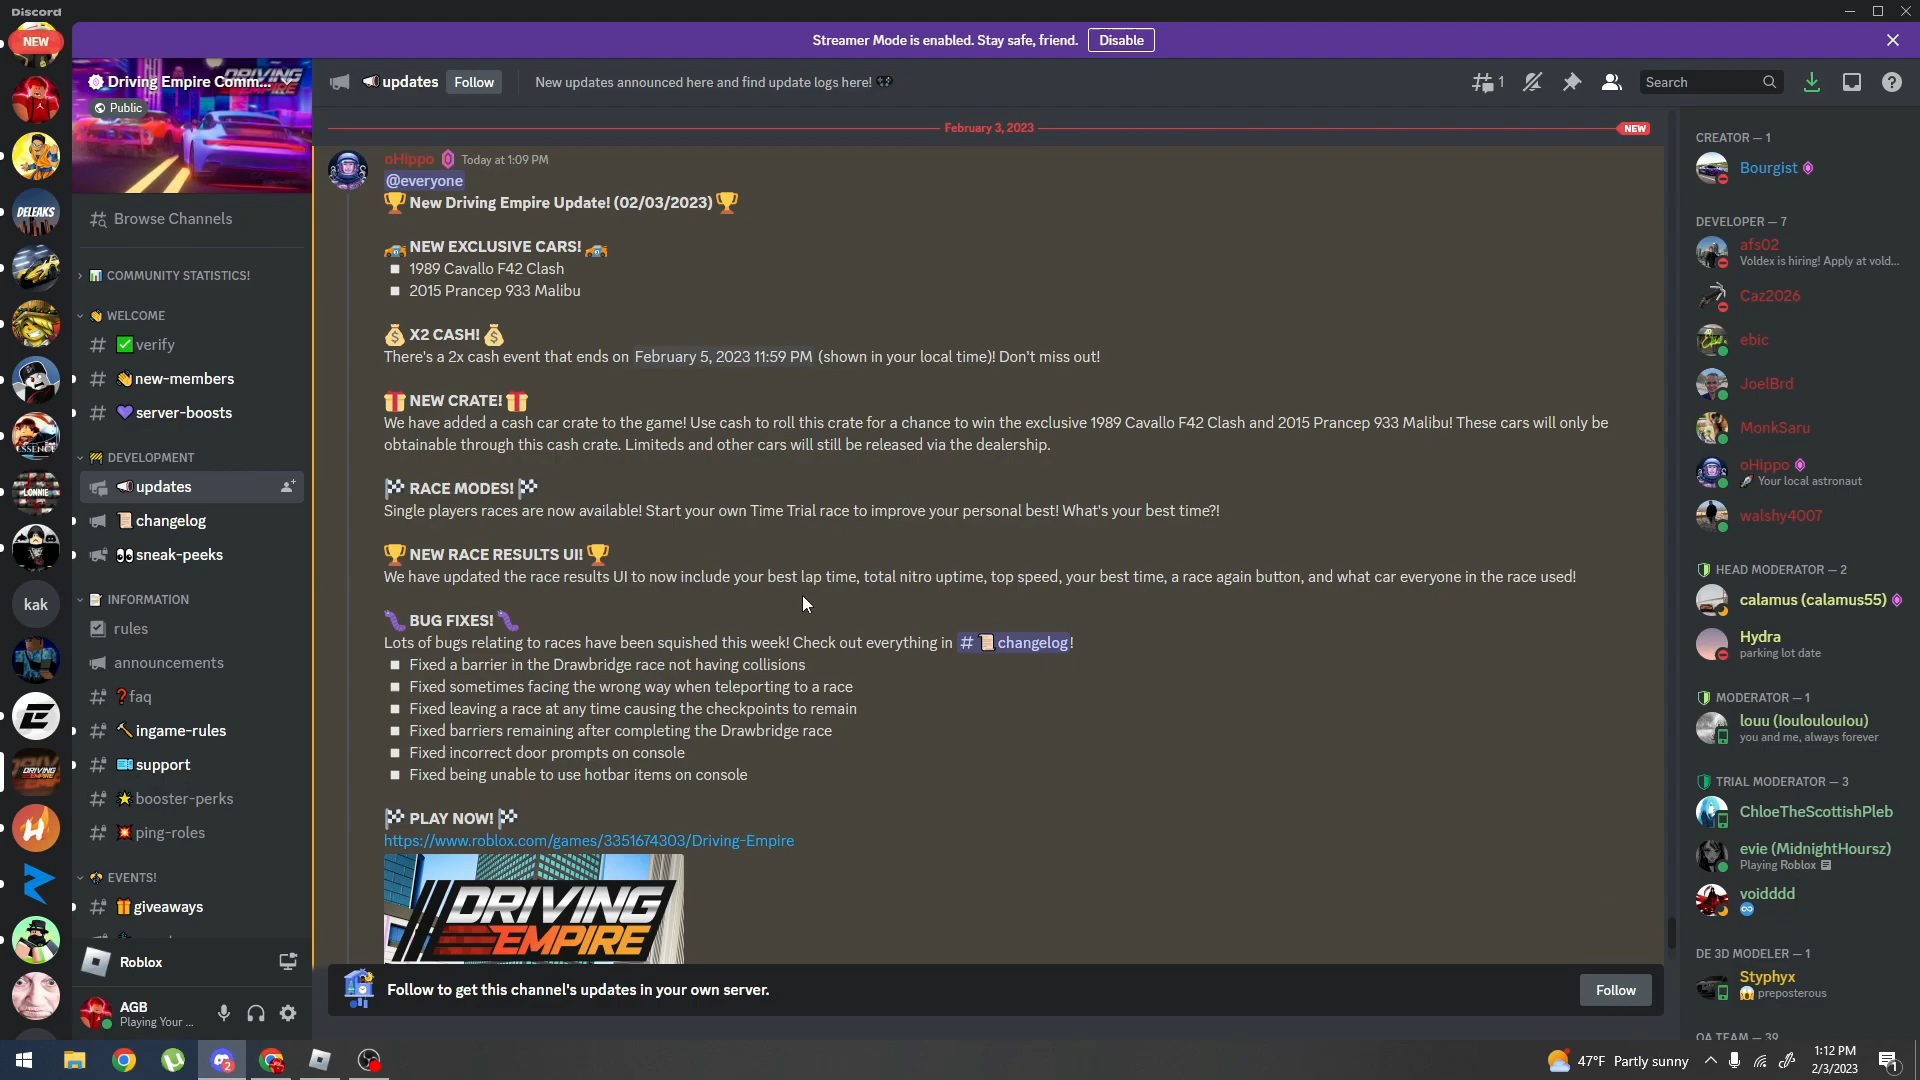 Discord
Streamer Mode is enabled. Stay safe, friend.
Disable
NEW
DELEAKS
ESSENCE
LONNIE
kak
DRIVING EMPIRE
Driving Empire Comm...
Public
Browse Channels
COMMUNITY STATISTICS!
WELCOME
verify
new-members
server-boosts
DEVELOPMENT
updates
changelog
sneak-peeks
INFORMATION
rules
announcements
faq
ingame-rules
support
booster-perks
ping-roles
EVENTS!
giveaways
Roblox
AGB
Playing Your ...
updates
Follow
New updates announced here and find update logs here!
1
Search
February 3, 2023
NEW
oHippo Today at 1:09 PM
@everyone
New Driving Empire Update! (02/03/2023)
NEW EXCLUSIVE CARS!
1989 Cavallo F42 Clash
2015 Prancep 933 Malibu
X2 CASH!
There's a 2x cash event that ends on February 5, 2023 11:59 PM (shown in your local time)! Don't miss out!
NEW CRATE!
We have added a cash car crate to the game! Use cash to roll this crate for a chance to win the exclusive 1989 Cavallo F42 Clash and 2015 Prancep 933 Malibu! These cars will only be
obtainable through this cash crate. Limiteds and other cars will still be released via the dealership.
RACE MODES!
Single players races are now available! Start your own Time Trial race to improve your personal best! What's your best time?!
NEW RACE RESULTS UI!
We have updated the race results UI to now include your best lap time, total nitro uptime, top speed, your best time, a race again button, and what car everyone in the race used!
BUG FIXES!
Lots of bugs relating to races have been squished this week! Check out everything in # changelog!
Fixed a barrier in the Drawbridge race not having collisions
Fixed sometimes facing the wrong way when teleporting to a race
Fixed leaving a race at any time causing the checkpoints to remain
Fixed barriers remaining after completing the Drawbridge race
Fixed incorrect door prompts on console
Fixed being unable to use hotbar items on console
PLAY NOW!
https://www.roblox.com/games/3351674303/Driving-Empire
DRIVING
EMPIRE
Follow to get this channel's updates in your own server.
Follow
CREATOR — 1
Bourgist
DEVELOPER — 7
afs02
Voldex is hiring! Apply at vold...
Caz2026
ebic
JoelBrd
MonkSaru
oHippo
Your local astronaut
walshy4007
HEAD MODERATOR — 2
calamus (calamus55)
Hydra
parking lot date
MODERATOR — 1
louu (louloulo​ulou)
you and me, always forever
TRIAL MODERATOR — 3
ChloeTheScottishPleb
evie (MidnightHoursz)
Playing Roblox
voidddd
DE 3D MODELER — 1
Styphyx
preposterous
QA TEAM — 39
2
47°F Partly sunny
1:12 PM
2/3/2023
1